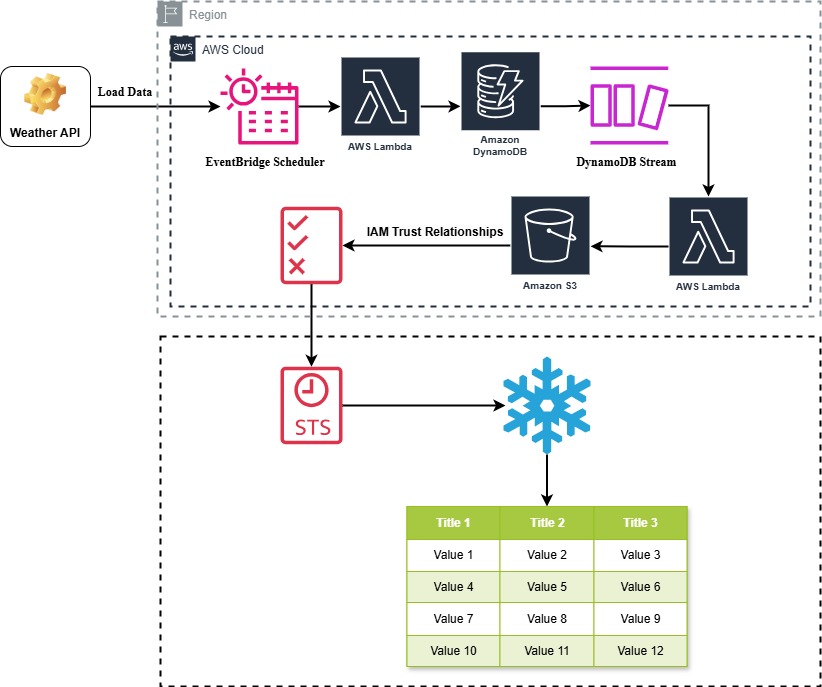 Region
aws
AWS Cloud
Weather API
Load Data
EventBridge Scheduler
AWS Lambda
Amazon
DynamoDB
DynamoDB Stream
IAM Trust Relationships
Amazon S3
AWS Lambda
STS
Title 1 Title 2 Title 3
Value 1 Value 2 Value 3
Value 4 Value 5 Value 6
Value 7 Value 8 Value 9
Value 10 Value 11 Value 12